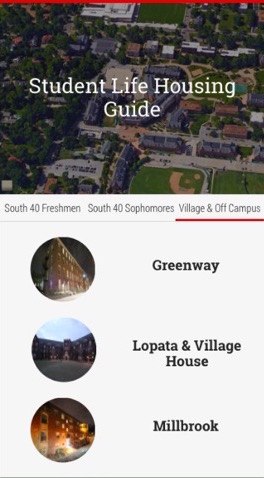 Student Life Housing
Guide
South 40 Freshmen
South 40 Sophomores
Village & Off Campus
Greenway
Lopata & Village
House
Millbrook